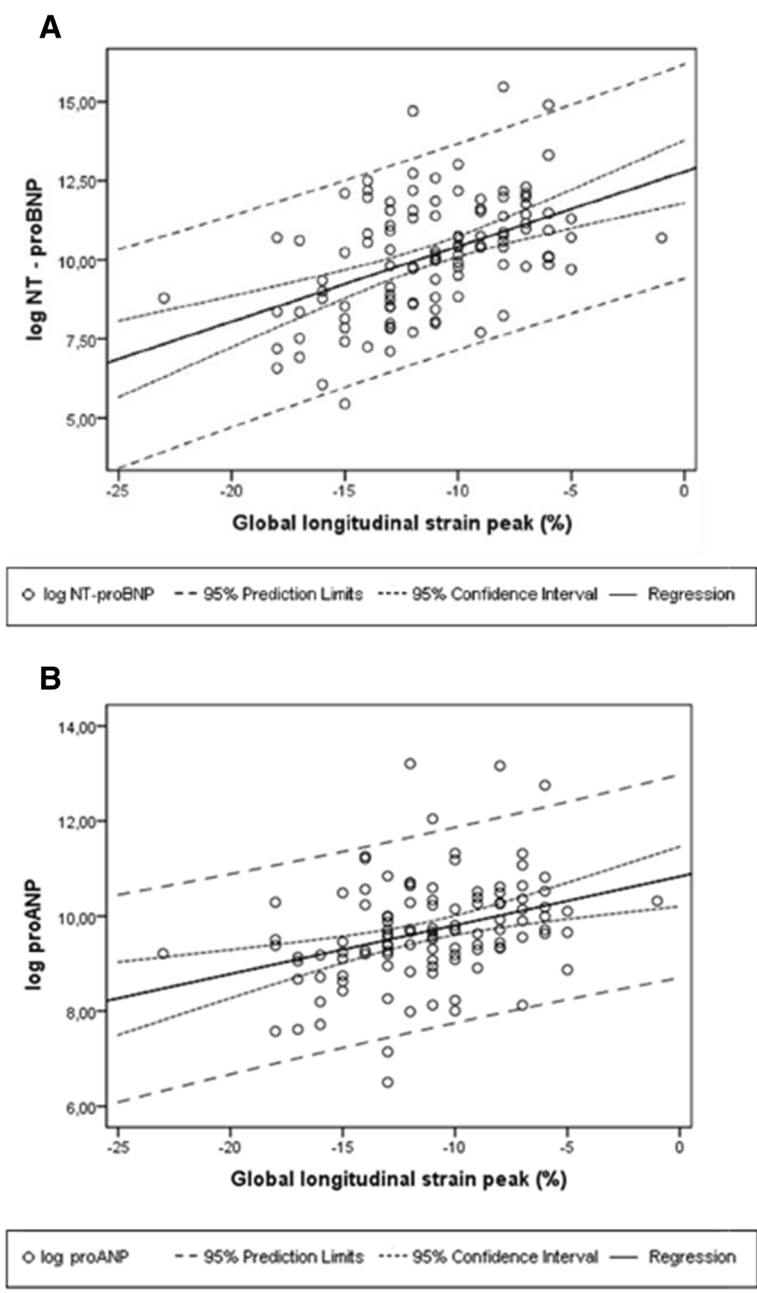 A
15,00
12,50
10,00
7,50
5,00
log NT - proBNP
-25 -20 -15 -10 -5 0
Global longitudinal strain peak (%)
log NT-proBNP 95% Prediction Limits 95% Confidence Interval Regression
B
14,00
12,00
10,00
8,00
6,00
log proANP
-25 -20 -15 -10 -5 0
Global longitudinal strain peak (%)
log proANP 95% Prediction Limits 95% Confidence Interval Regression